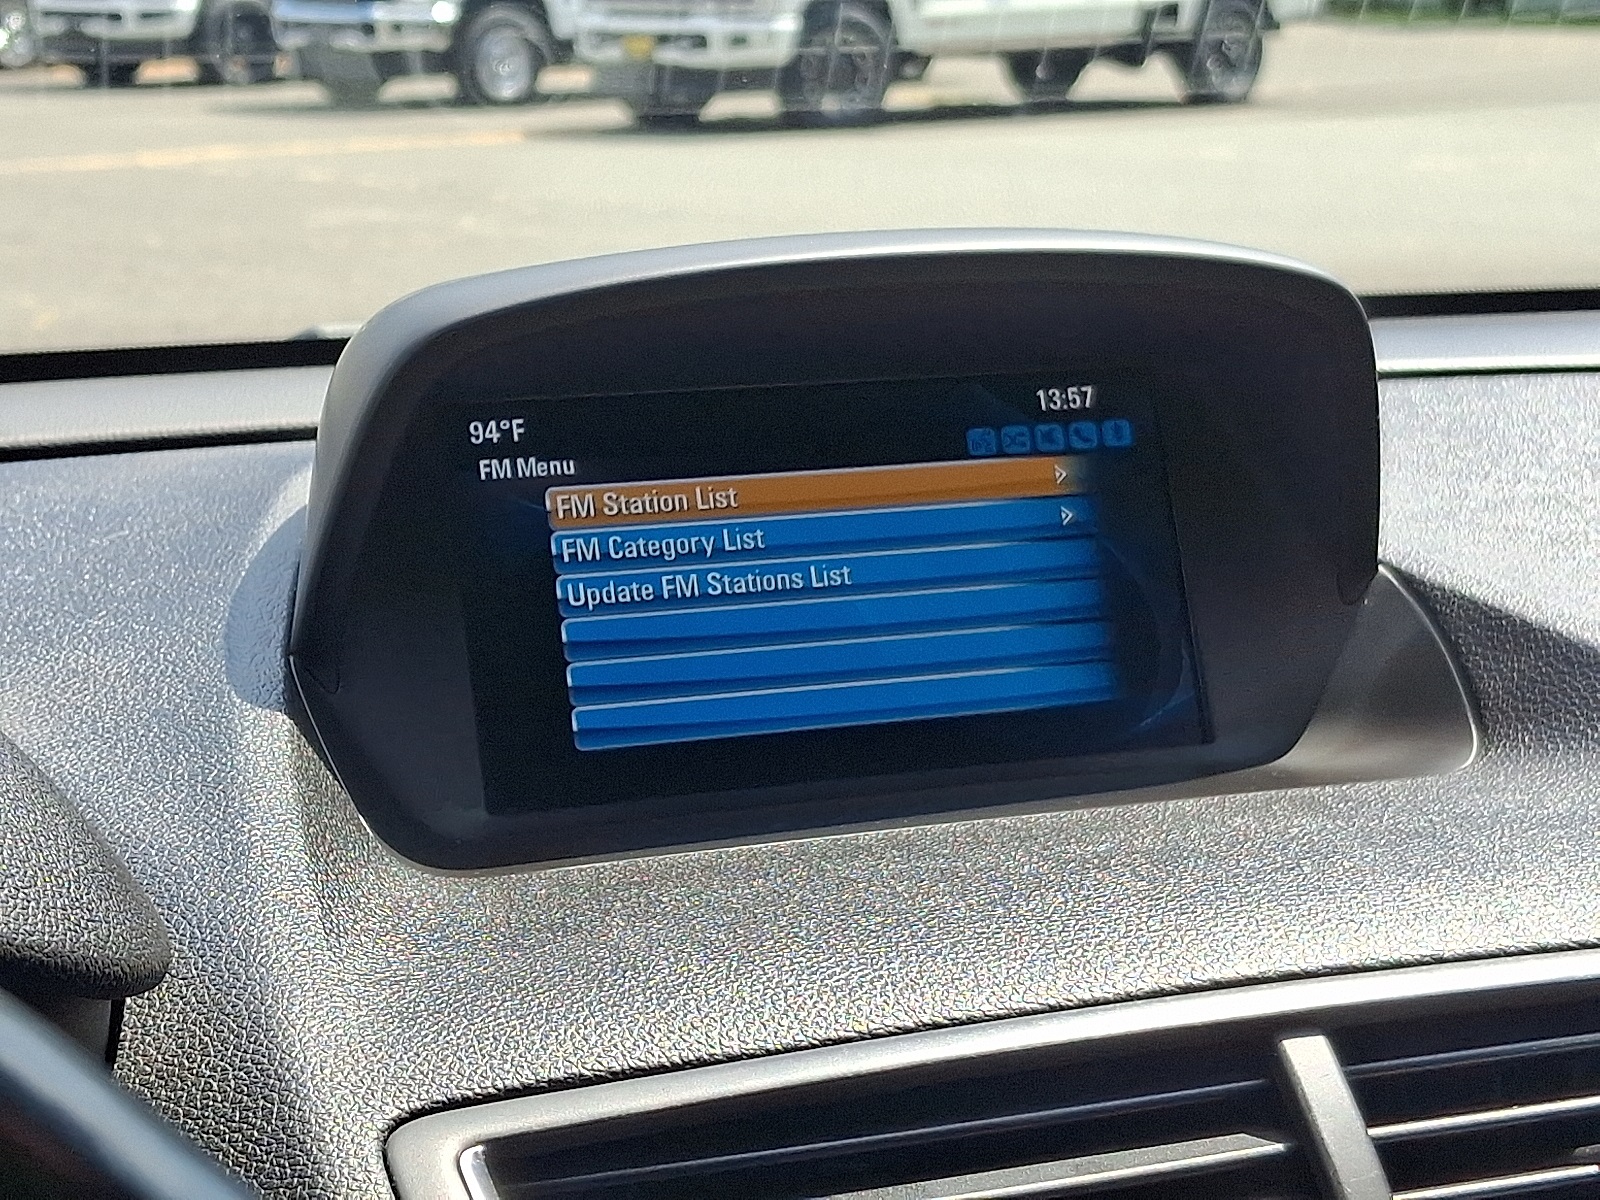 94°F
13:57
FM Menu
FM Station List
FM Category List
Update FM Stations List